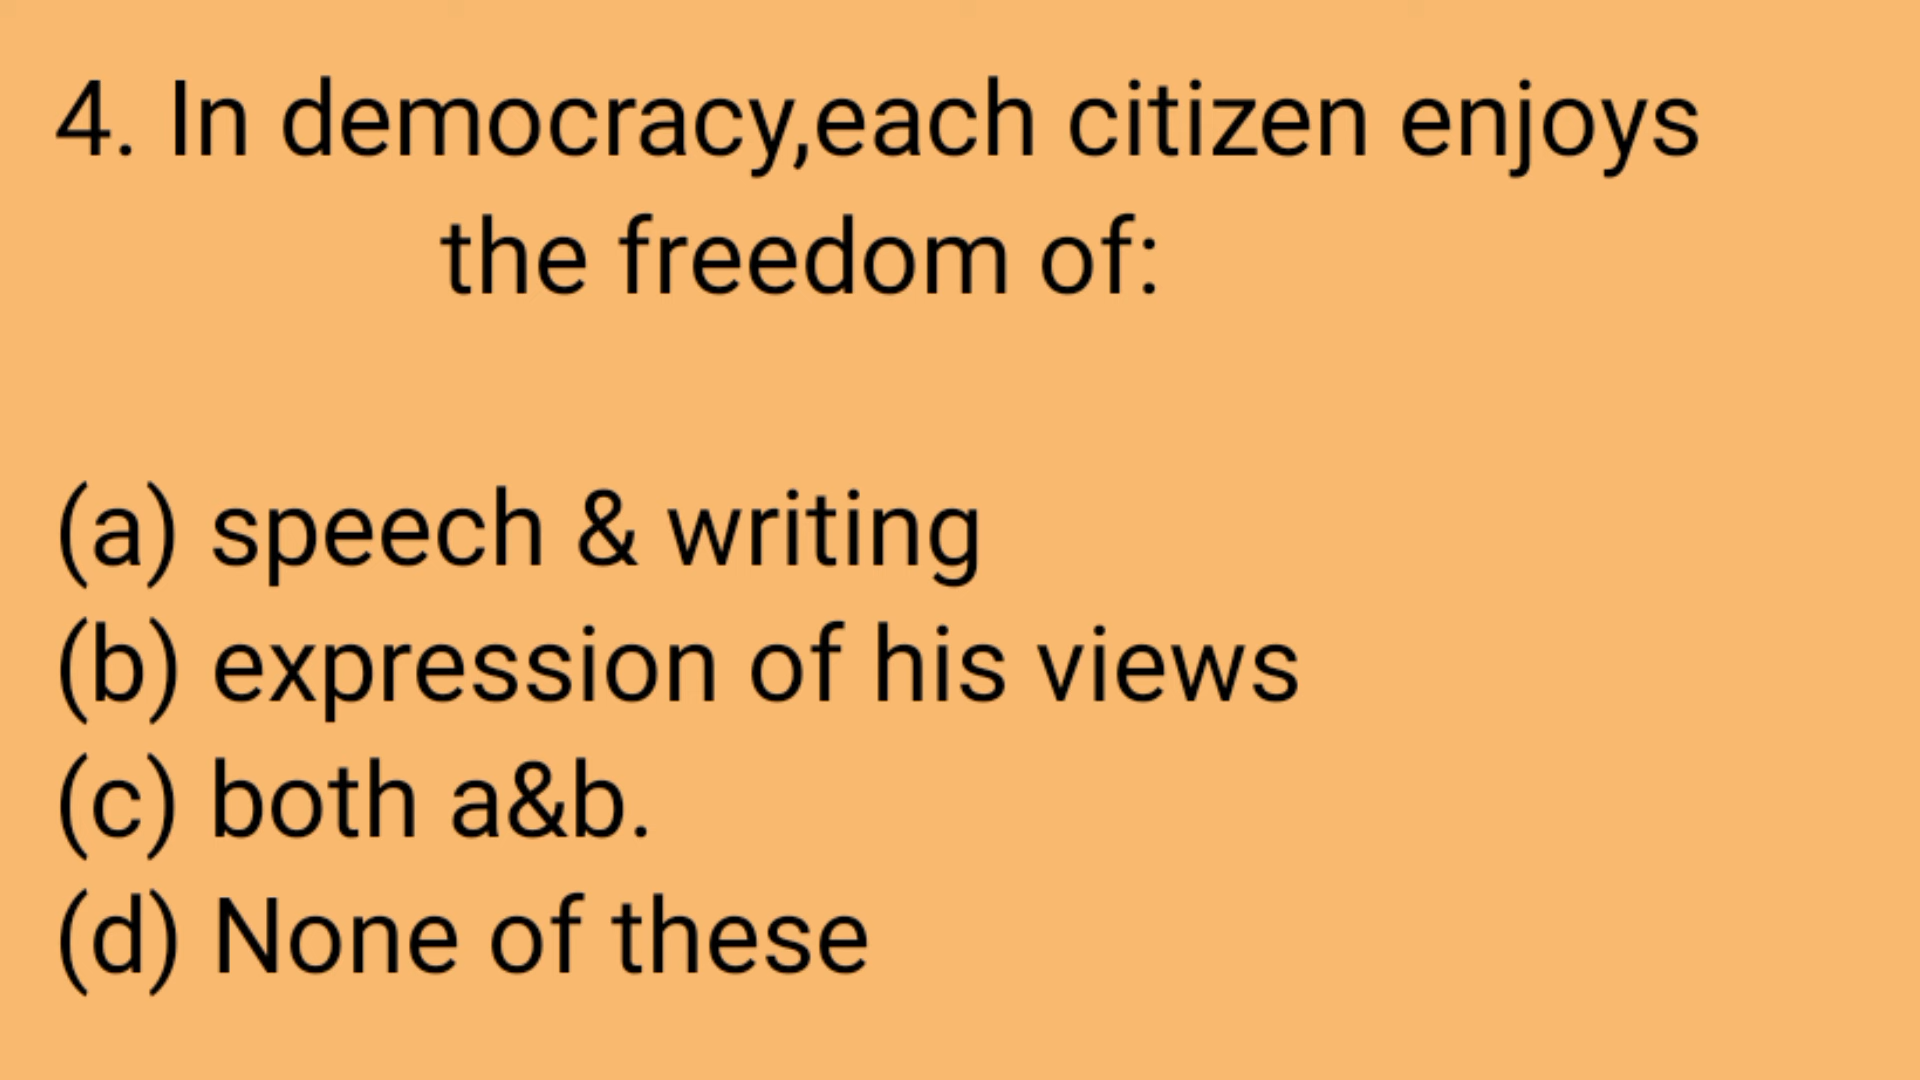 4. In democracy,each citizen enjoys
the freedom of:
(a) speech & writing
(b) expression of his views
(c) both a&b.
(d) None of these